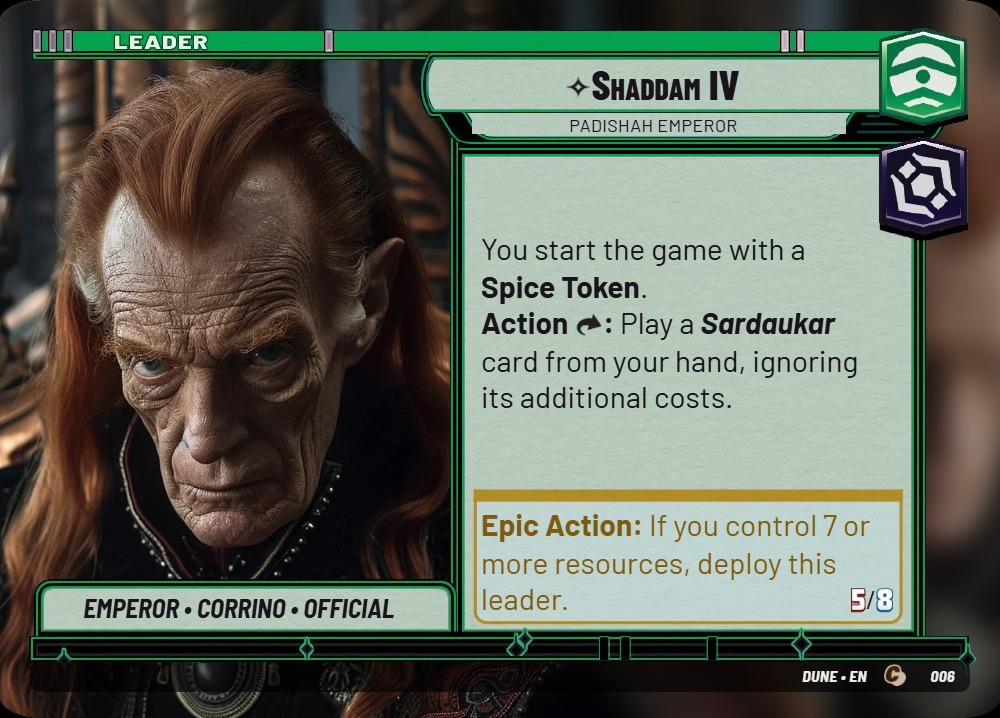 LEADER
✧SHADDAM IV
PADISHAH EMPEROR
You start the game with a
Spice Token.
Action ↷: Play a Sardaukar
card from your hand, ignoring
its additional costs.
Epic Action: If you control 7 or
more resources, deploy this
leader.
5/8
EMPEROR • CORRINO • OFFICIAL
DUNE • EN C 006